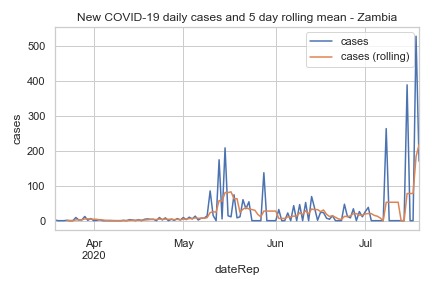 New COVID-19 daily cases and 5 day rolling mean - Zambia
cases
cases (rolling)
500
400
300
200
100
0
cases
Apr
2020
May
Jun
Jul
dateRep